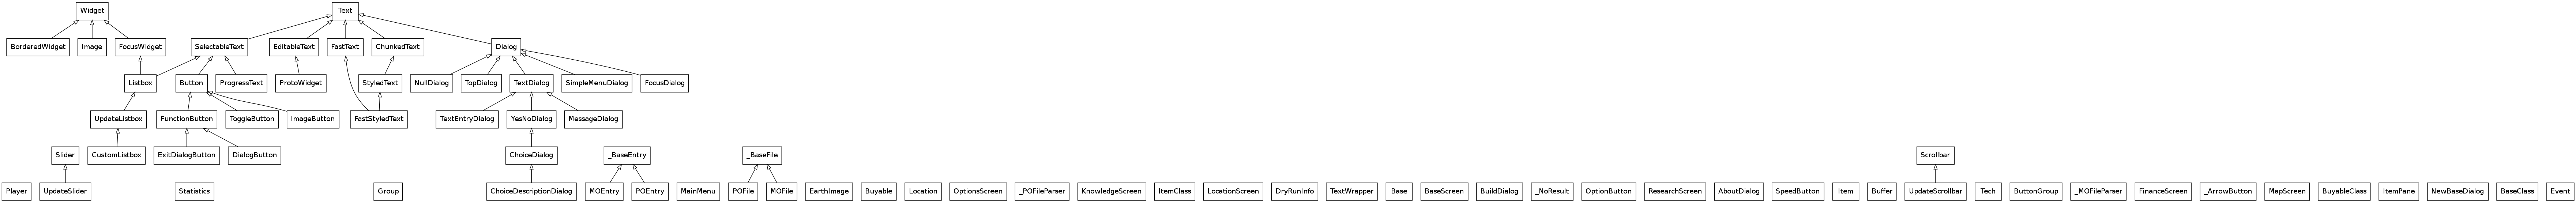 Widget Text
BorderedWidget Image FocusWidget SelectableText EditableText FastText ChunkedText Dialog
Listbox Button ProgressText ProtoWidget StyledText NullDialog TopDialog TextDialog SimpleMenuDialog FocusDialog
UpdateListbox FunctionButton ToggleButton ImageButton FastStyledText TextEntryDialog YesNoDialog MessageDialog
Slider CustomListbox ExitDialogButton DialogButton ChoiceDialog _BaseEntry _BaseFile Scrollbar
Player UpdateSlider Statistics Group ChoiceDescriptionDialog MOEntry POEntry MainMenu POFile MOFile EarthImage Buyable Location OptionsScreen _POFileParser KnowledgeScreen ItemClass LocationScreen DryRunInfo TextWrapper Base BaseScreen BuildDialog _NoResult OptionButton ResearchScreen AboutDialog SpeedButton Item Buffer UpdateScrollbar Tech ButtonGroup _MOFileParser FinanceScreen _ArrowButton MapScreen BuyableClass ItemPane NewBaseDialog BaseClass Event